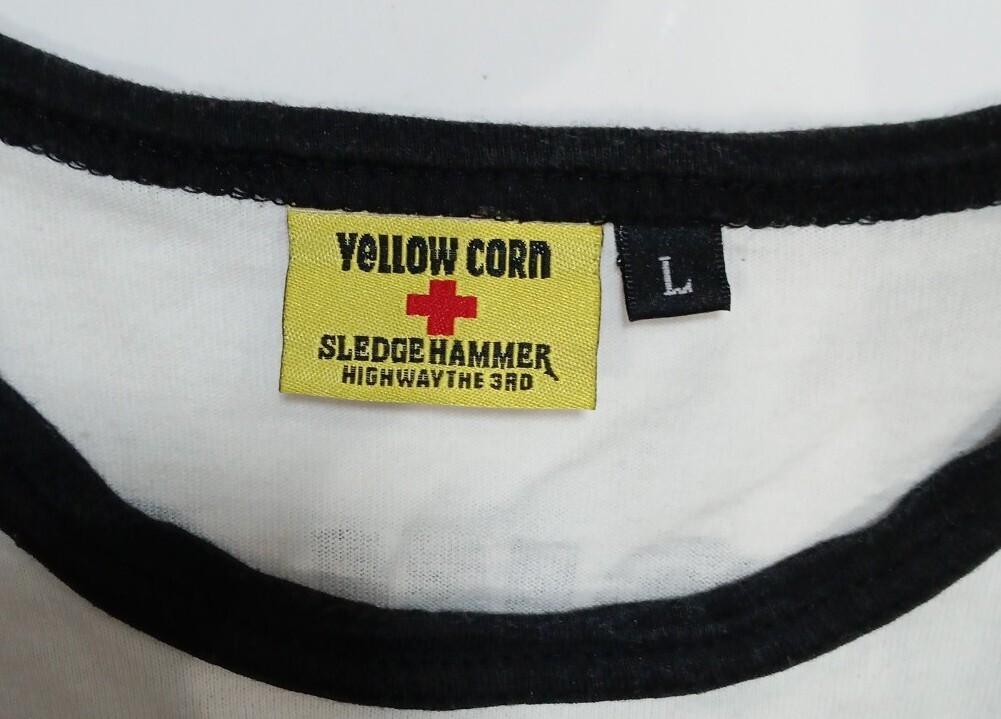 YeLLOW CORn
SLEDGE HAMMER
HIGHWAY THE 3RD
L